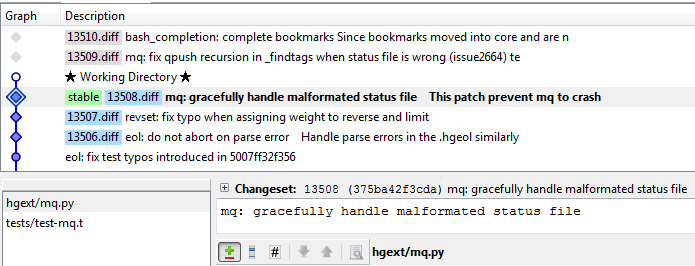 Graph Description
13510.diff bash_completion: complete bookmarks Since bookmarks moved into core and are n
13509.diff mq: fix qpush recursion in _findtags when status file is wrong (issue2664) te
★ Working Directory ★
stable 13508.diff mq: gracefully handle malformated status file This patch prevent mq to crash
13507.diff revset: fix typo when assigning weight to reverse and limit
13506.diff eol: do not abort on parse error Handle parse errors in the .hgeol similarly
eol: fix test typos introduced in 5007ff32f356
hgext/mq.py
tests/test-mq.t
Changeset: 13508 (375ba42f3cda) mq: gracefully handle malformated status file
mq: gracefully handle malformated status file
# hgext/mq.py